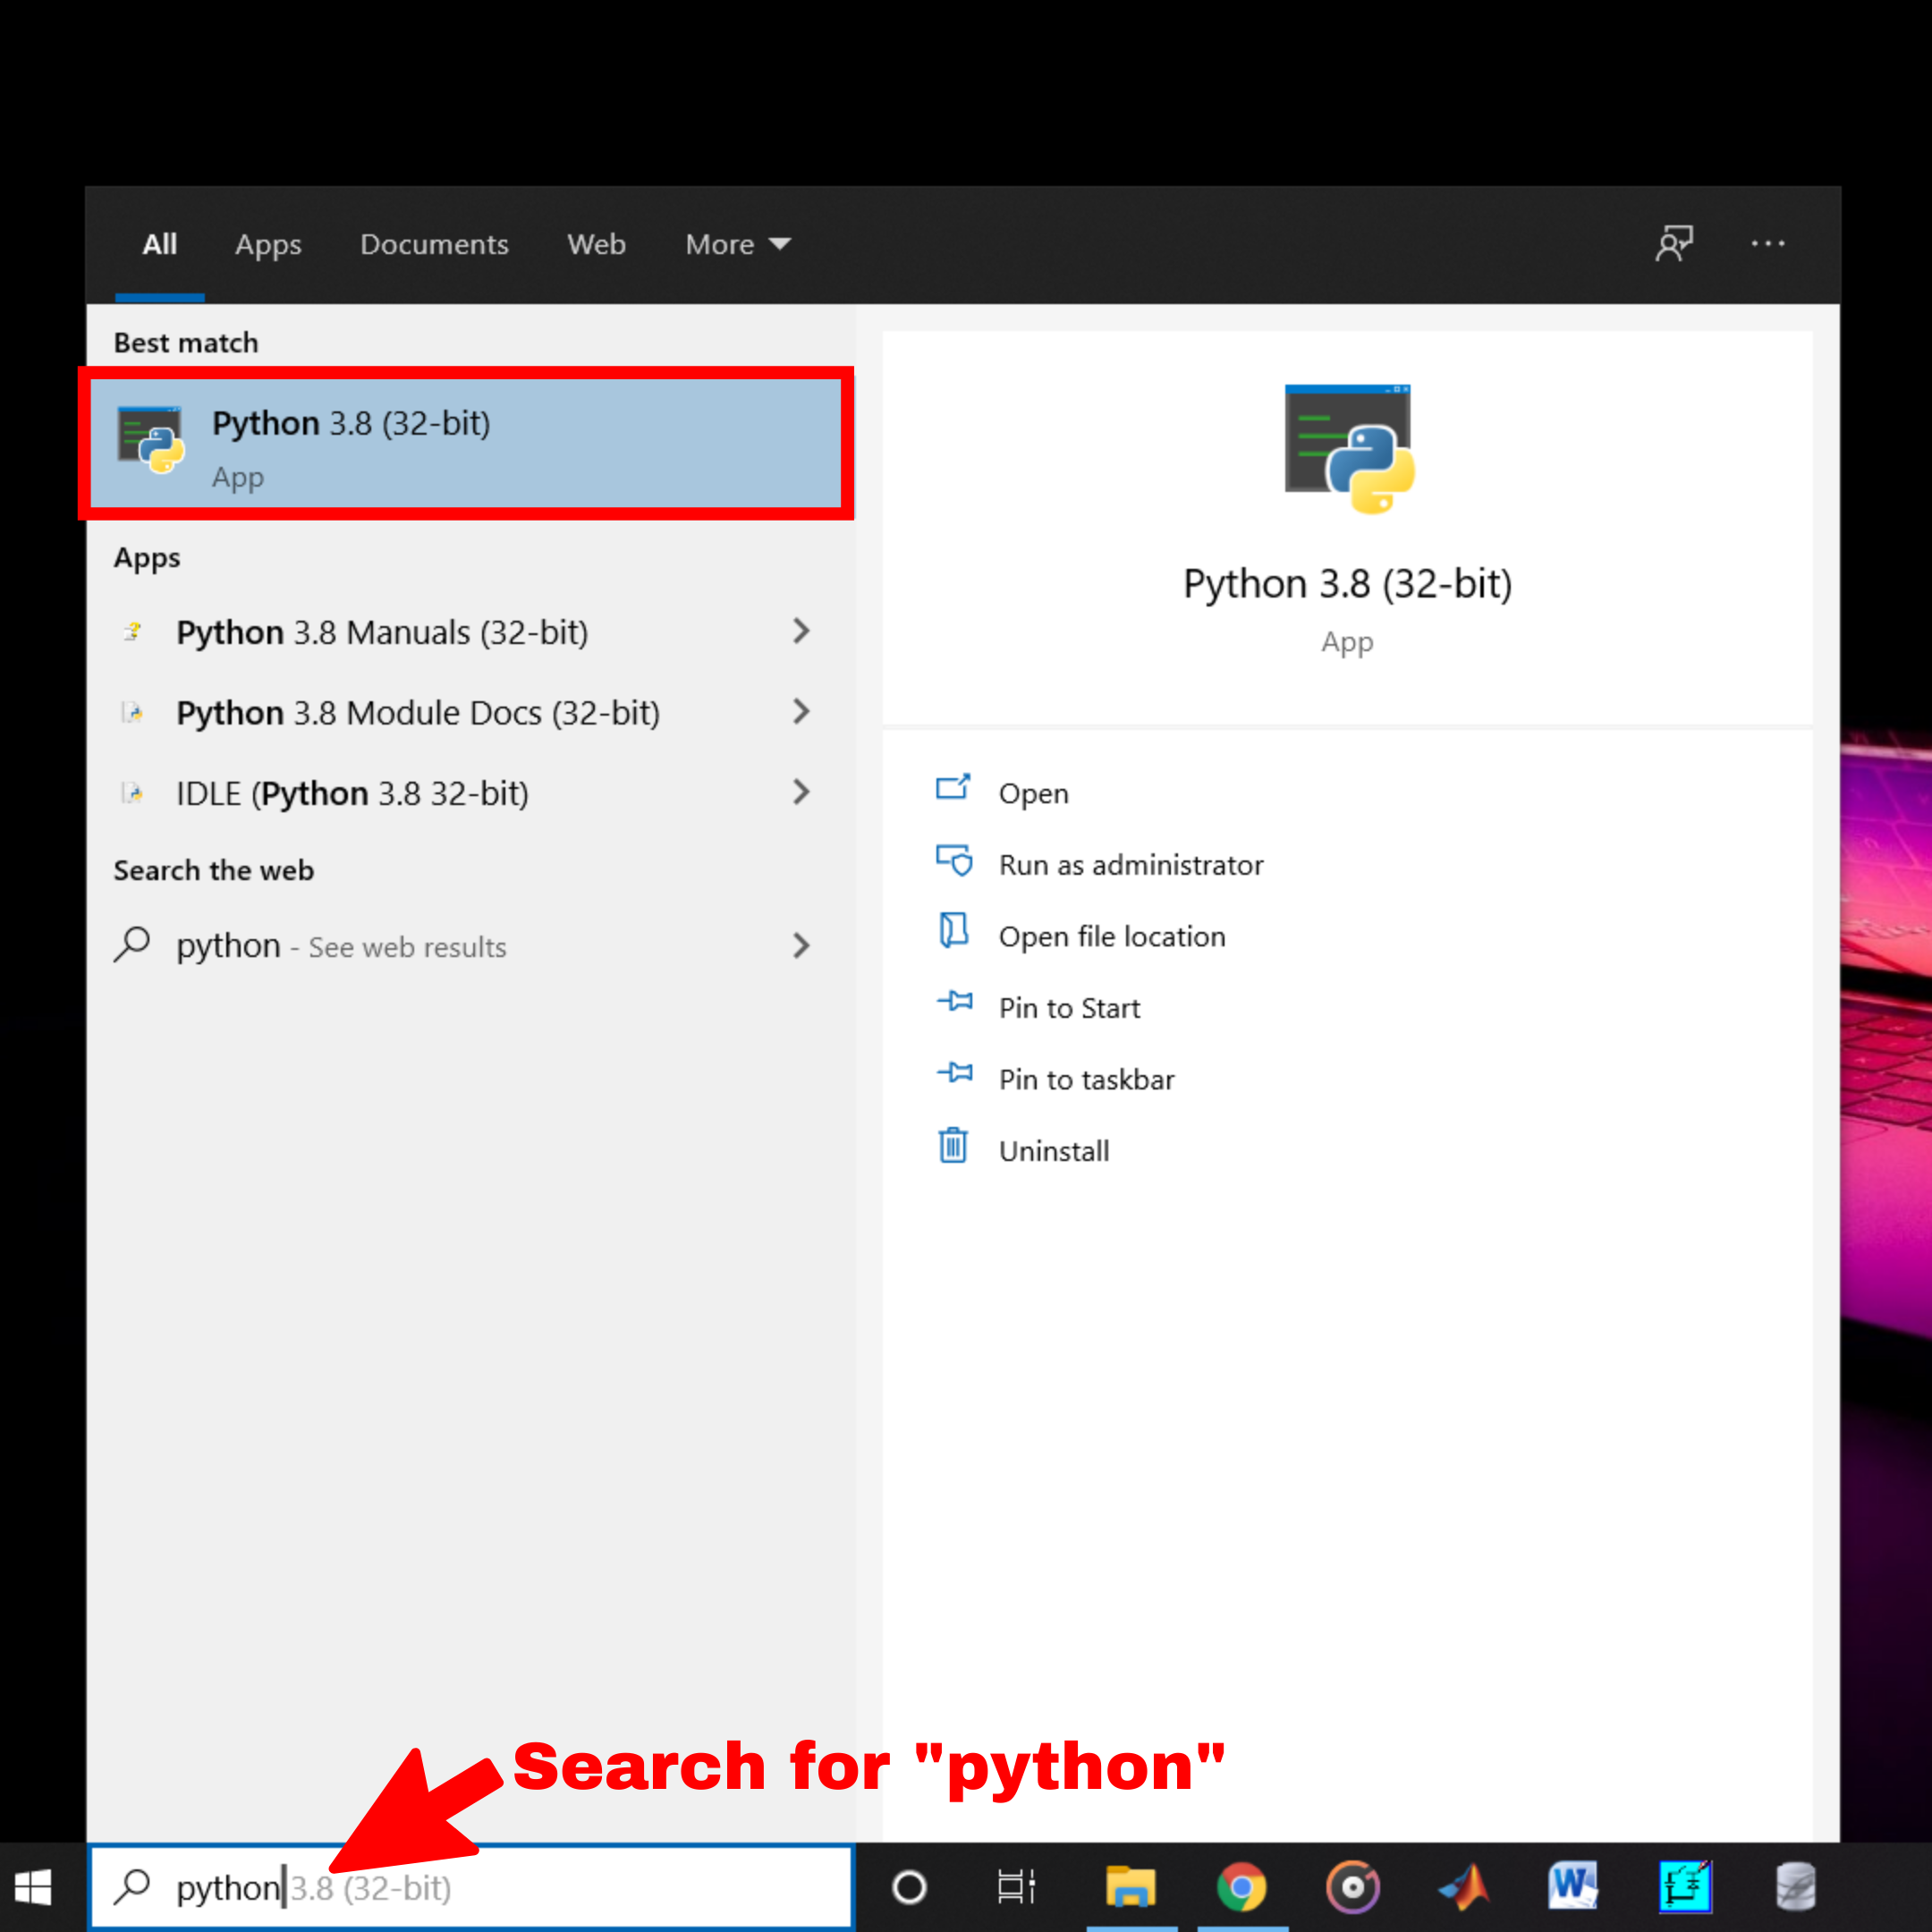 All Apps Documents Web More
Best match
Python 3.8 (32-bit)
App
Apps
Python 3.8 Manuals (32-bit)
Python 3.8 Module Docs (32-bit)
IDLE (Python 3.8 32-bit)
Search the web
python - See web results
Python 3.8 (32-bit)
App
Open
Run as administrator
Open file location
Pin to Start
Pin to taskbar
Uninstall
Search for "python"
python 3.8 (32-bit)
W